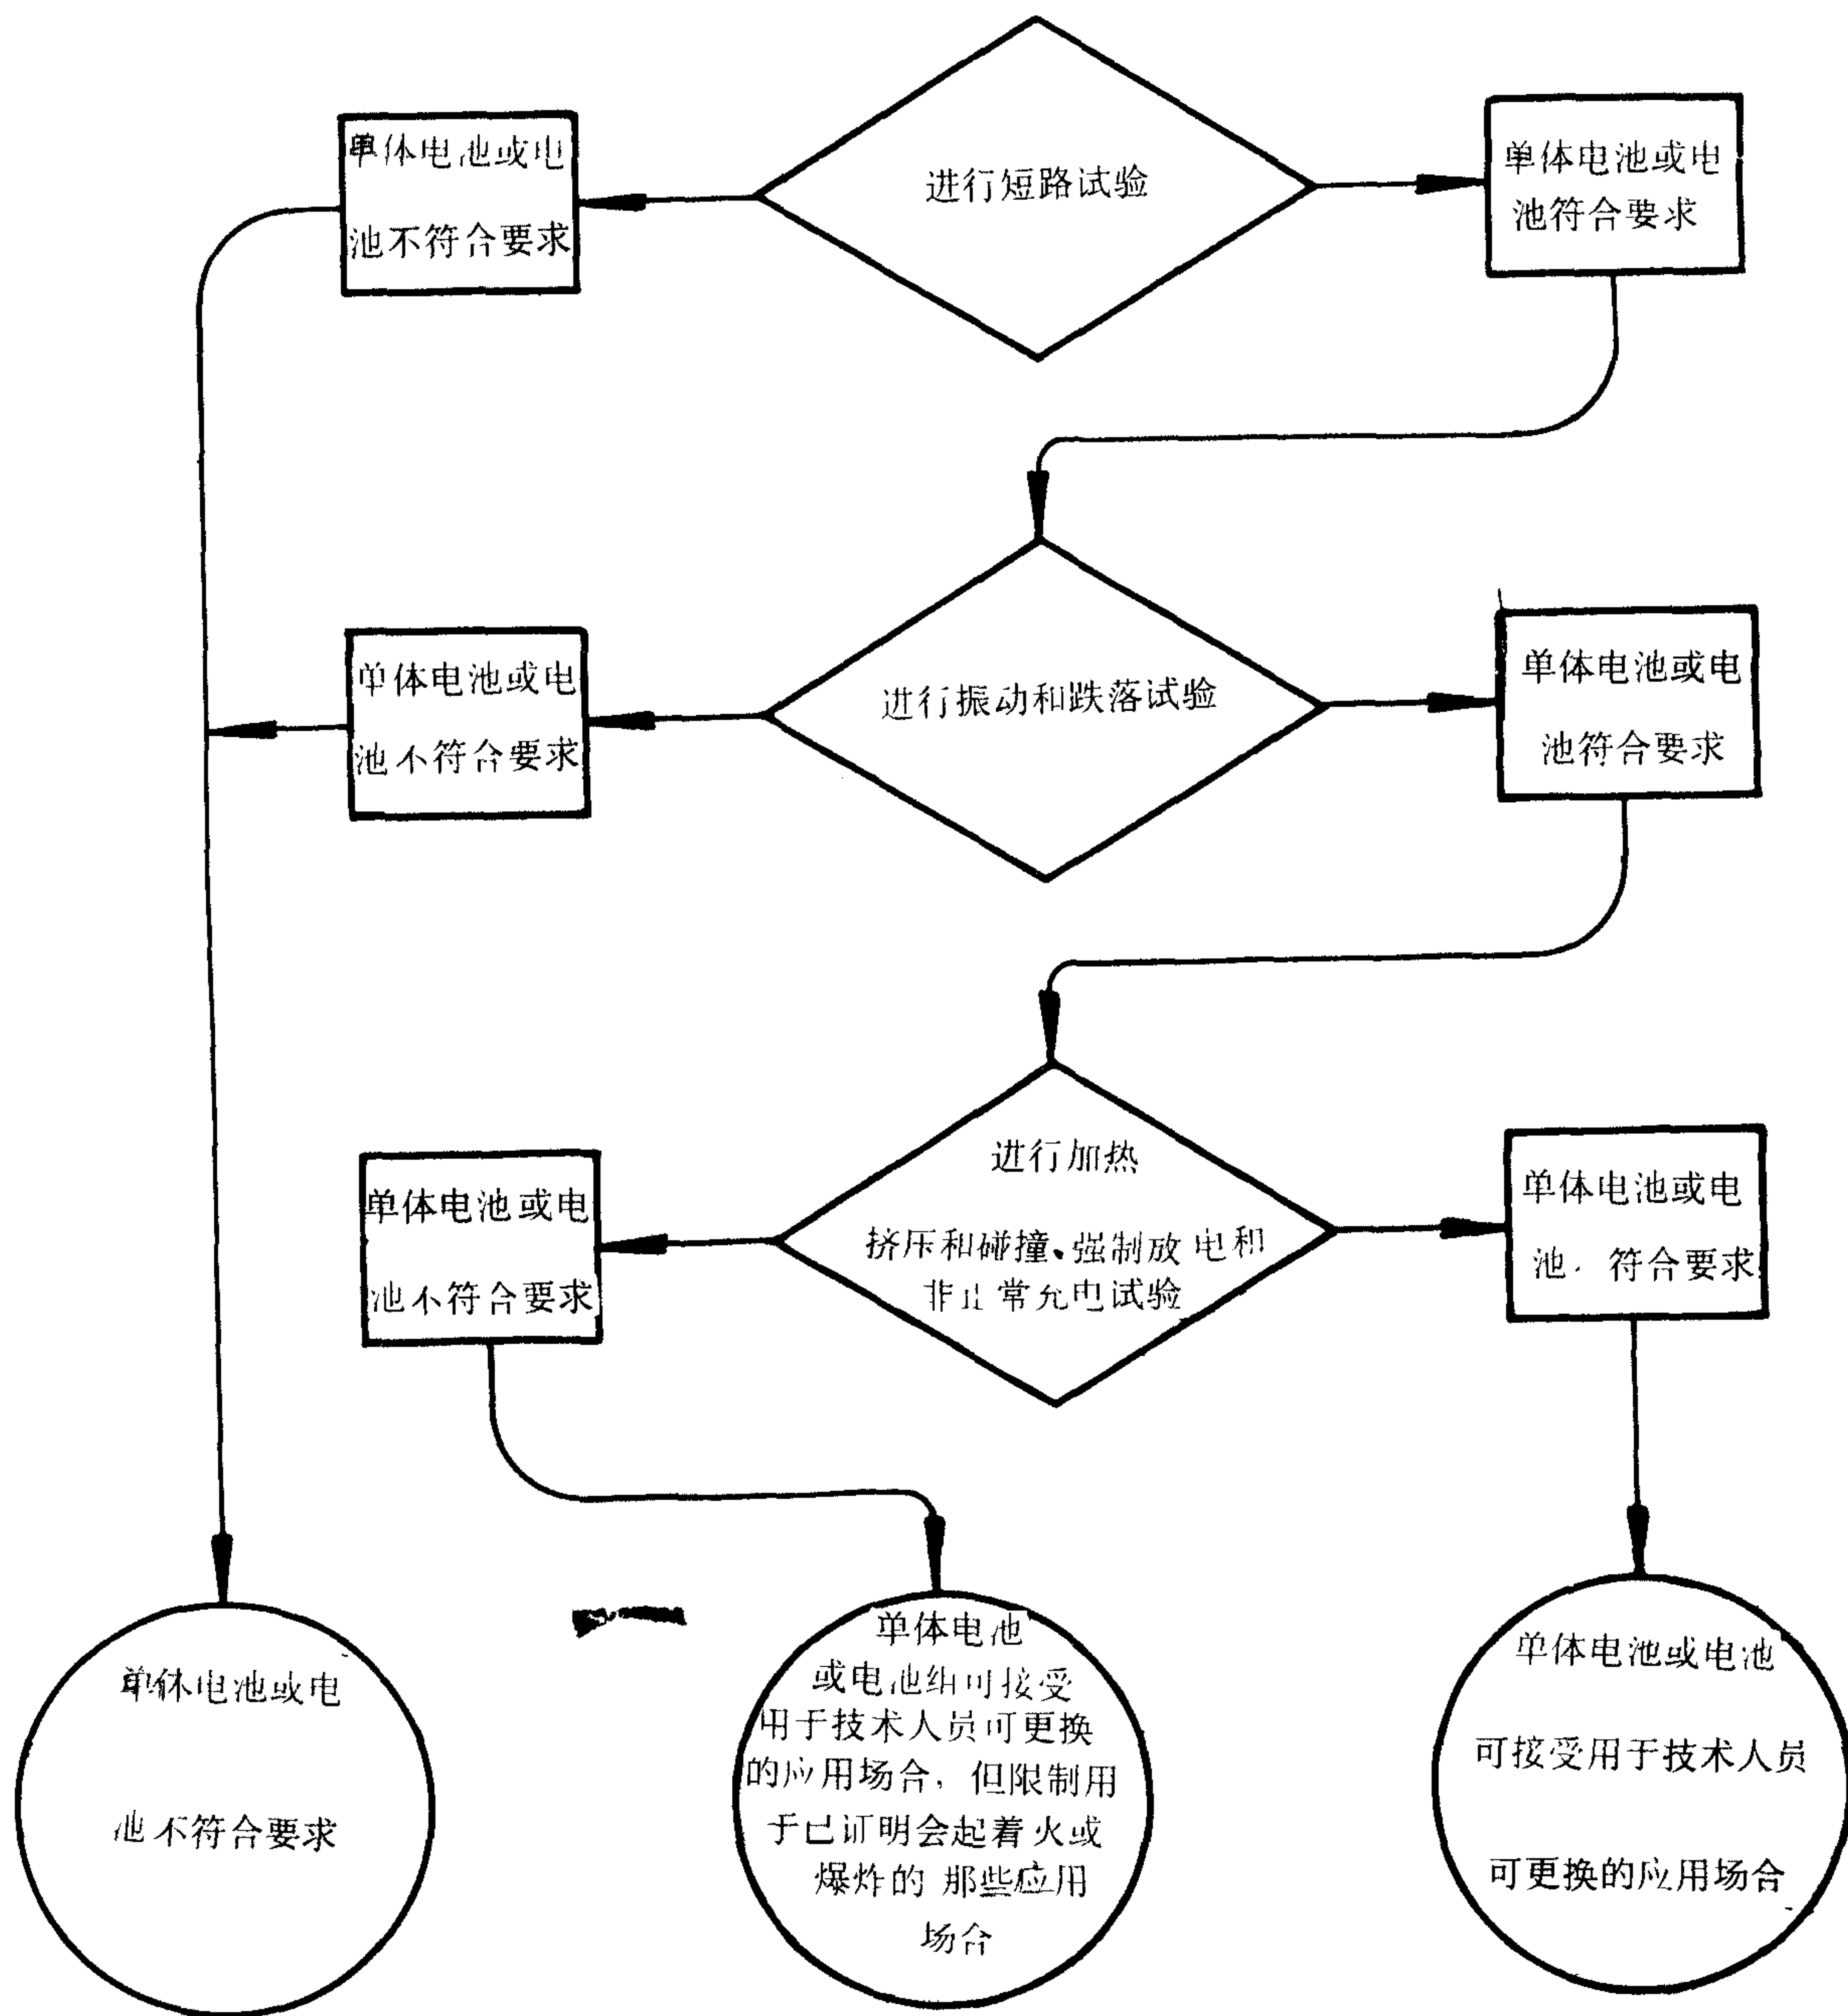 单体电池或电
池不符合要求
进行短路试验
单体电池或电
池符合要求
单体电池或电
池不符合要求
进行振动和跌落试验
单体电池或电
池符合要求
单体电池或电
池不符合要求
进行加热
挤压和碰撞、强制放电和
非正常充电试验
单体电池或电
池、符合要求
单体电池或电
池不符合要求
单体电池
或电池组可接受
用于技术人员可更换
的应用场合，但限制用
于已证明会起着火或
爆炸的那些应用
场合
单体电池或电池
可接受用于技术人员
可更换的应用场合